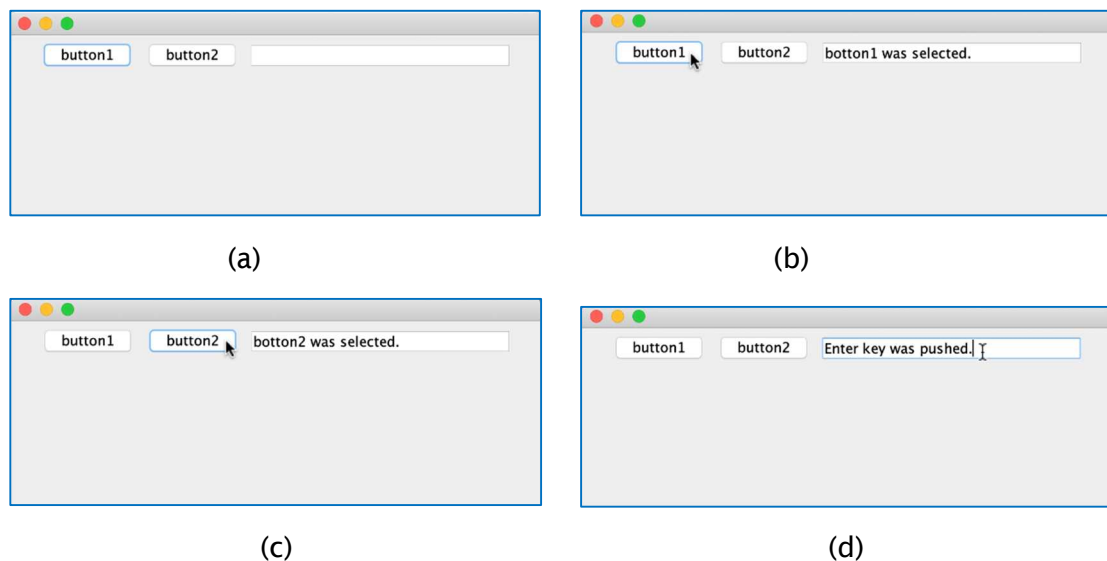 button1 button2
button1 button2 botton1 was selected.
(a) (b)
button1 button2 botton2 was selected.
button1 button2 Enter key was pushed.
(c) (d)